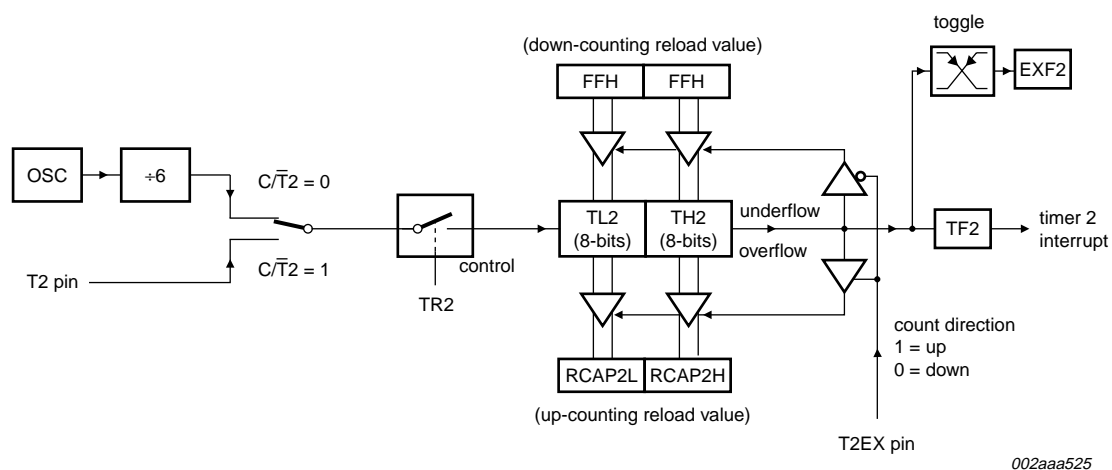 toggle
(down-counting reload value)
FFH
FFH
EXF2
OSC
÷6
C/T̅2 = 0
TL2
(8-bits)
TH2
(8-bits)
underflow
overflow
TF2
timer 2
interrupt
control
T2 pin
C/T̅2 = 1
TR2
count direction
1 = up
0 = down
RCAP2L
RCAP2H
(up-counting reload value)
T2EX pin
002aaa525